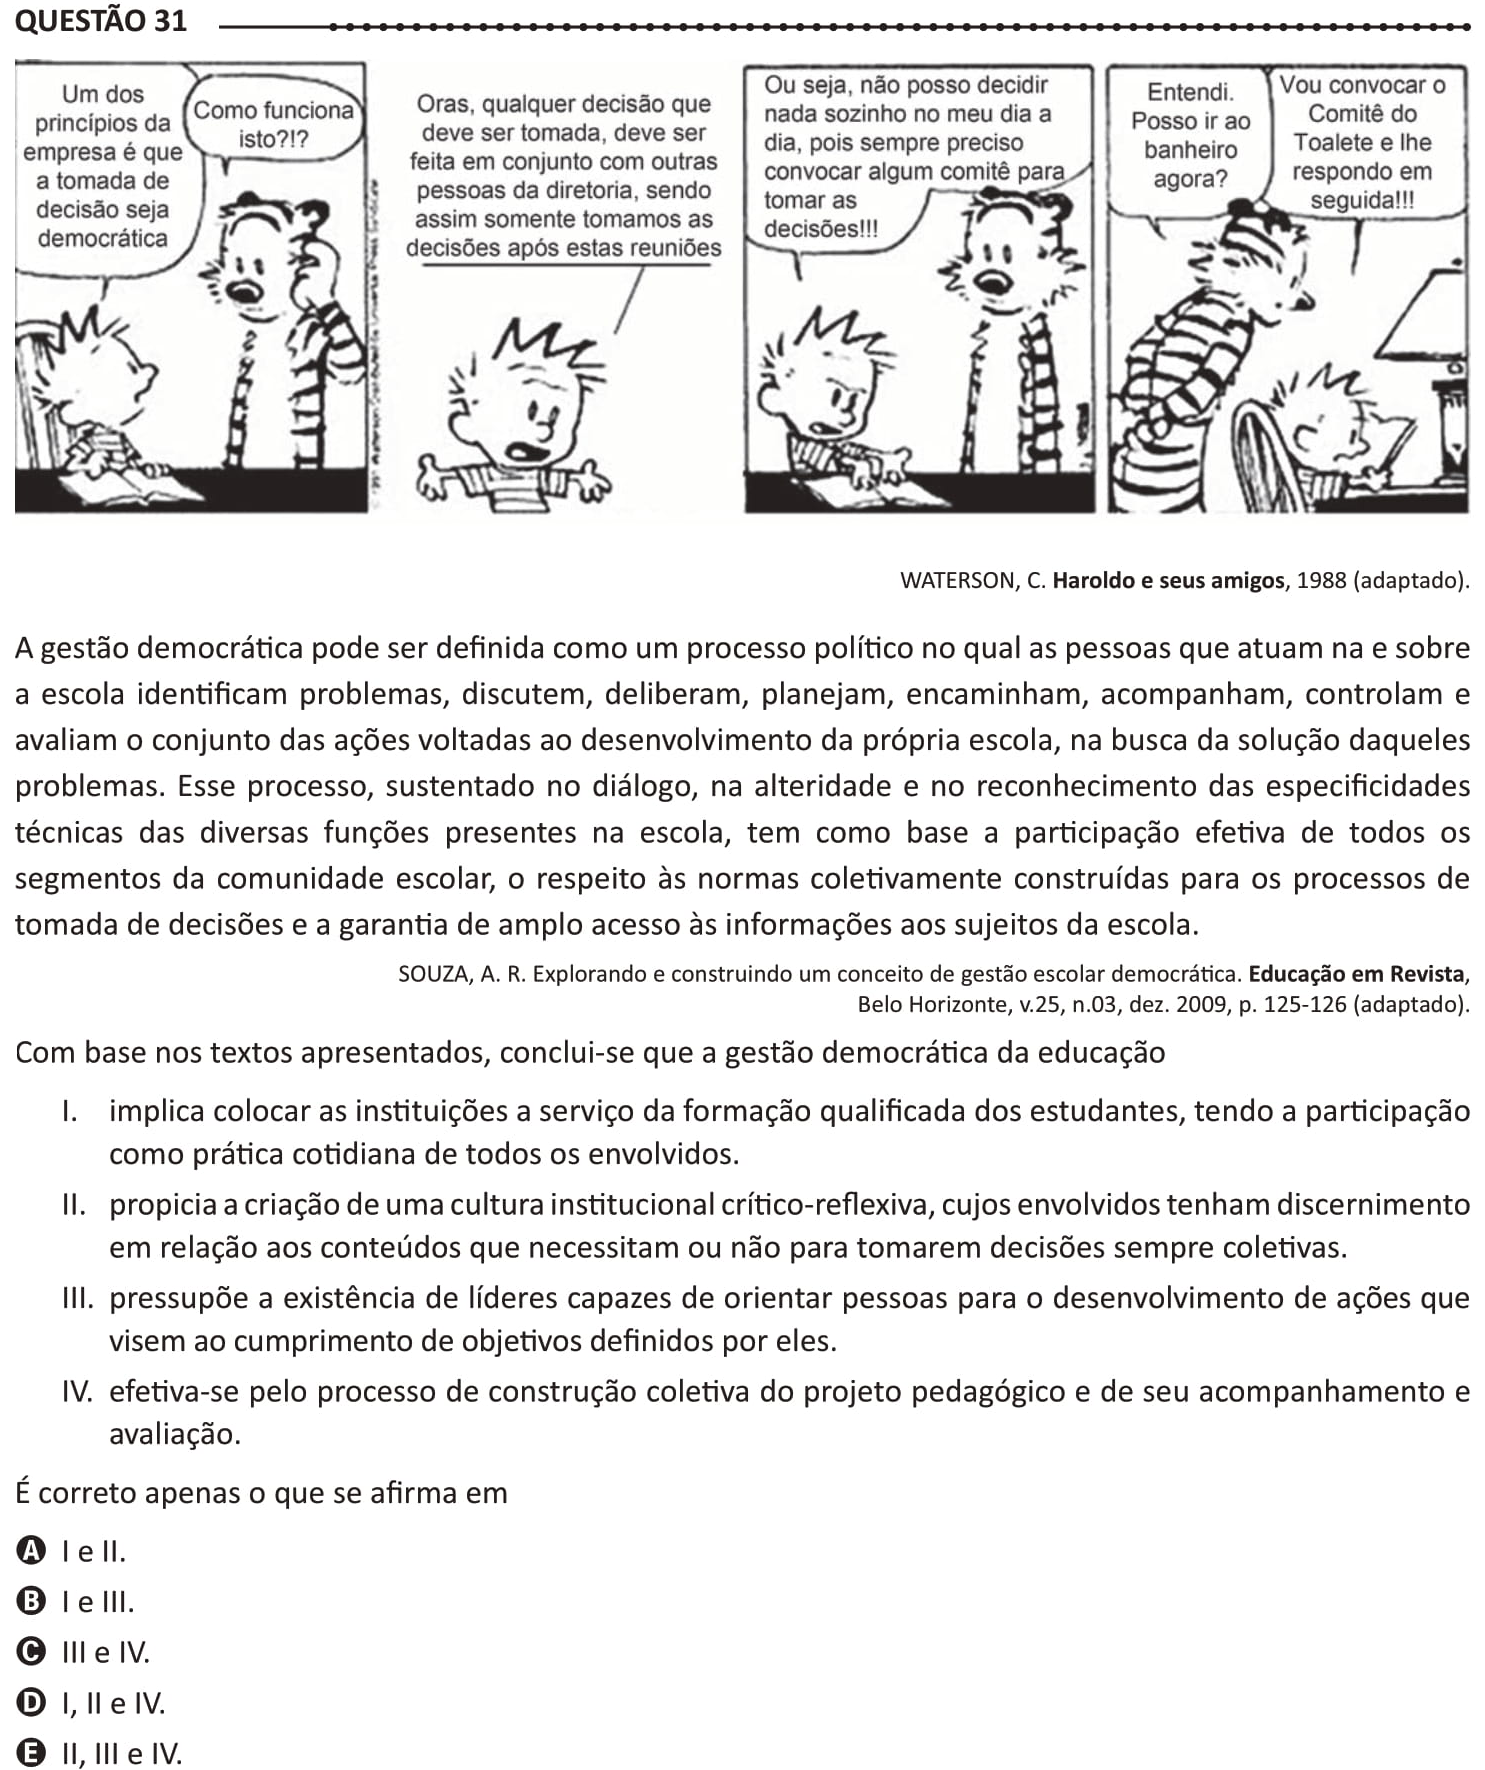 QUESTÃO 31
Um dos
princípios da
empresa é que
a tomada de
decisão seja
democrática
Como funciona
isto?!?
Oras, qualquer decisão que
deve ser tomada, deve ser
feita em conjunto com outras
pessoas da diretoria, sendo
assim somente tomamos as
decisões após estas reuniões
Ou seja, não posso decidir
nada sozinho no meu dia a
dia, pois sempre preciso
convocar algum comitê para
tomar as
decisões!!!
Entendi.
Posso ir ao
banheiro
agora?
Vou convocar o
Comitê do
Toalete e lhe
respondo em
seguida!!!
WATERSON, C. Haroldo e seus amigos, 1988 (adaptado).
A gestão democrática pode ser definida como um processo político no qual as pessoas que atuam na e sobre
a escola identificam problemas, discutem, deliberam, planejam, encaminham, acompanham, controlam e
avaliam o conjunto das ações voltadas ao desenvolvimento da própria escola, na busca da solução daqueles
problemas. Esse processo, sustentado no diálogo, na alteridade e no reconhecimento das especificidades
técnicas das diversas funções presentes na escola, tem como base a participação efetiva de todos os
segmentos da comunidade escolar, o respeito às normas coletivamente construídas para os processos de
tomada de decisões e a garantia de amplo acesso às informações aos sujeitos da escola.
SOUZA, A. R. Explorando e construindo um conceito de gestão escolar democrática. Educação em Revista,
Belo Horizonte, v.25, n.03, dez. 2009, p. 125-126 (adaptado).
Com base nos textos apresentados, conclui-se que a gestão democrática da educação
I. implica colocar as instituições a serviço da formação qualificada dos estudantes, tendo a participação
como prática cotidiana de todos os envolvidos.
II. propicia a criação de uma cultura institucional crítico-reflexiva, cujos envolvidos tenham discernimento
em relação aos conteúdos que necessitam ou não para tomarem decisões sempre coletivas.
III. pressupõe a existência de líderes capazes de orientar pessoas para o desenvolvimento de ações que
visem ao cumprimento de objetivos definidos por eles.
IV. efetiva-se pelo processo de construção coletiva do projeto pedagógico e de seu acompanhamento e
avaliação.
É correto apenas o que se afirma em
A I e II.
B I e III.
C III e IV.
D I, II e IV.
E II, III e IV.